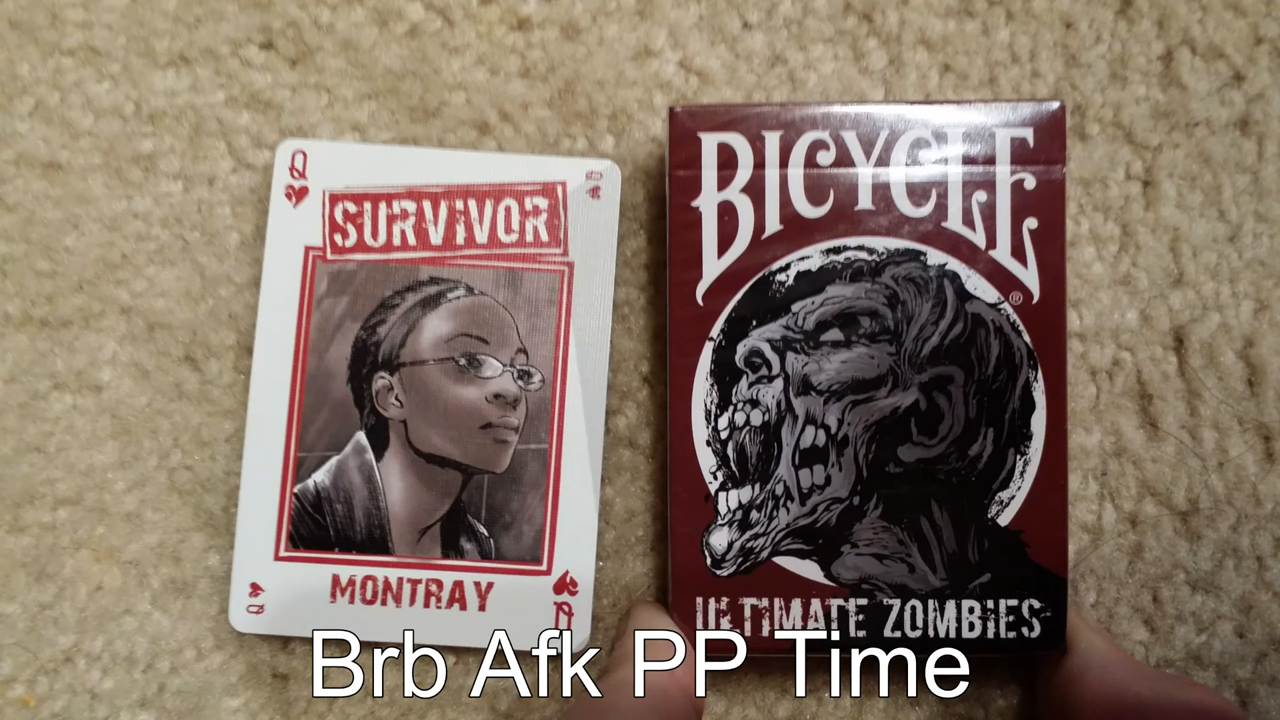 Q
SURVIVOR
MONTRAY
Q
Q
BICYCLE
®
ULTIMATE ZOMBIES
Brb Afk PP Time